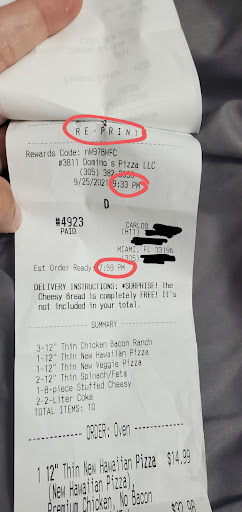 RE-PRINT
Rewards Code: nW978WFC
#3811 Domino's Pizza LLC
(305) 382-
9/25/2021 9:33 PM
D
#4923
PAID
CARLOS
(H11)
MIAMI, FL 33196
(305)
Est Order Ready: 7:59 PM
DELIVERY INSTRUCTIONS: *SURPRISE! The
Cheesy Bread is completely FREE! It's
not included in your total.
SUMMARY
3-12" Thin Chicken Bacon Ranch
1-12" Thin New Hawaiian Pizza
1-12" Thin New Veggie Pizza
2-12" Thin Spinach/Feta
1-8-piece Stuffed Cheesy
2-2-Liter Coke
TOTAL ITEMS: 10
ORDER: Oven
1 12" Thin New Hawaiian Pizza $14.99
(New Hawaiian Pizza),
Premium Chicken, No Bacon